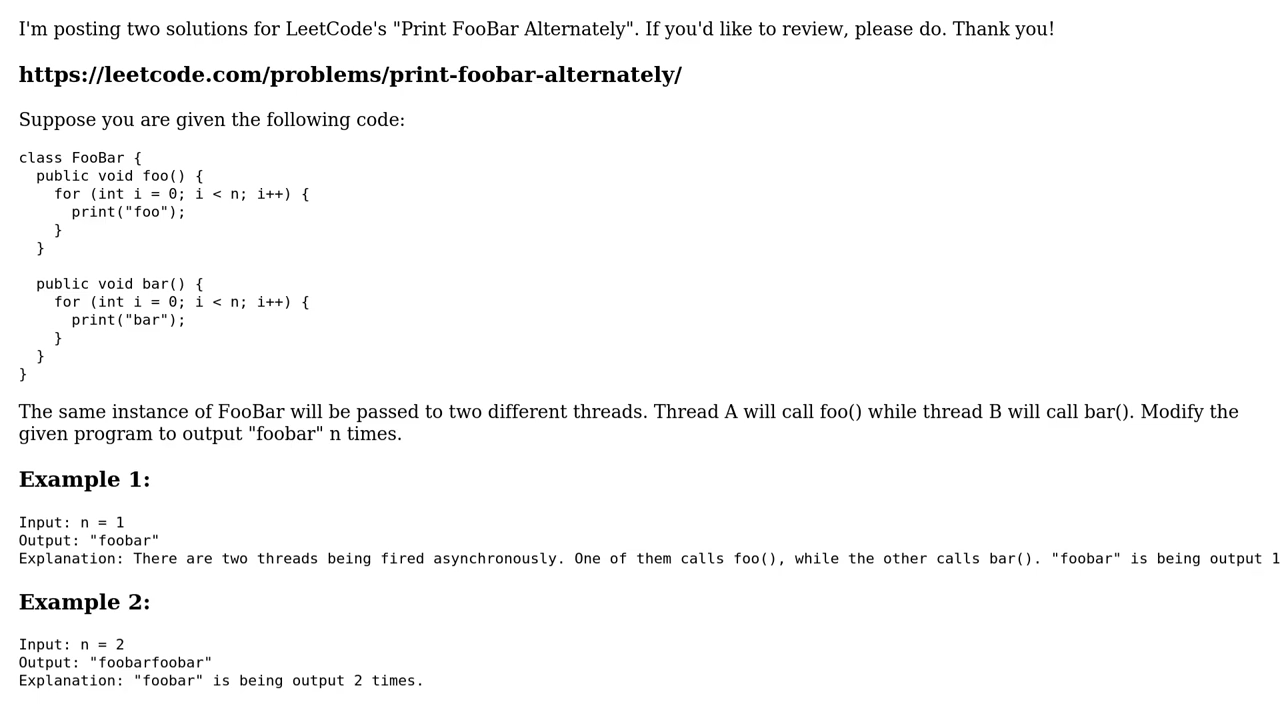 I'm posting two solutions for LeetCode's "Print FooBar Alternately". If you'd like to review, please do. Thank you!
https://leetcode.com/problems/print-foobar-alternately/
Suppose you are given the following code:
class FooBar {
  public void foo() {
    for (int i = 0; i < n; i++) {
      print("foo");
    }
  }

  public void bar() {
    for (int i = 0; i < n; i++) {
      print("bar");
    }
  }
}
The same instance of FooBar will be passed to two different threads. Thread A will call foo() while thread B will call bar(). Modify the
given program to output "foobar" n times.
Example 1:
Input: n = 1
Output: "foobar"
Explanation: There are two threads being fired asynchronously. One of them calls foo(), while the other calls bar(). "foobar" is being output 1
Example 2:
Input: n = 2
Output: "foobarfoobar"
Explanation: "foobar" is being output 2 times.